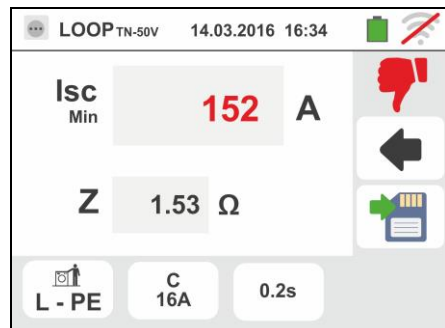 LOOP TN-50V 14.03.2016 16:34
Isc
Min
152 A
Z 1.53 Ω
L - PE
C
16A
0.2s